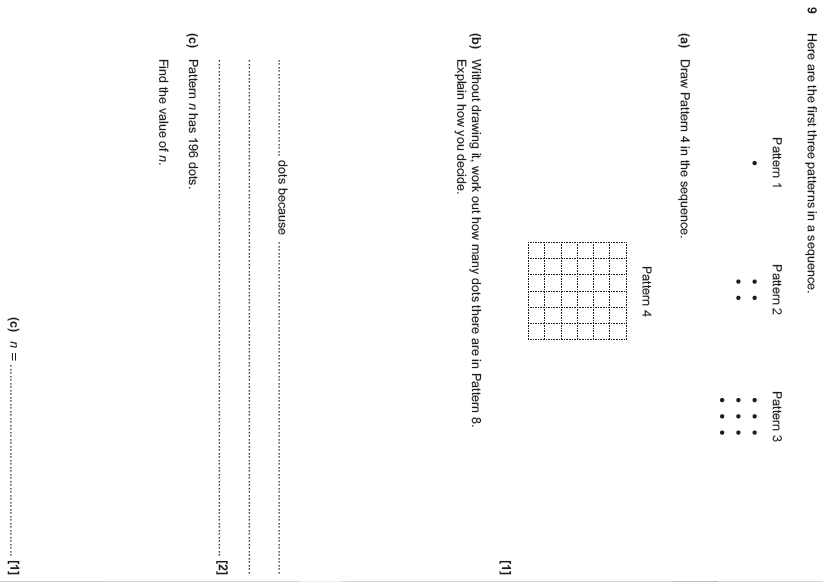 9 Here are the first three patterns in a sequence.
Pattern 1 Pattern 2 Pattern 3
(a) Draw Pattern 4 in the sequence.
Pattern 4
[1]
(b) Without drawing it, work out how many dots there are in Pattern 8.
Explain how you decide.
.................... dots because ....................
....................
.................... [2]
(c) Pattern n has 196 dots.
Find the value of n.
(c) n = .................... [1]